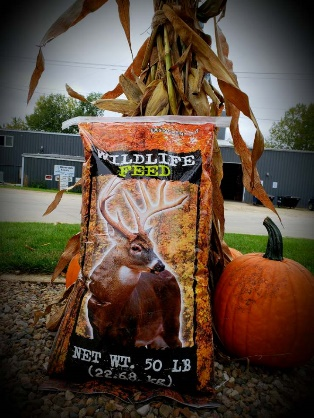 WILDLIFE
FEED
NET WT. 50 LB
(22.68 kg)